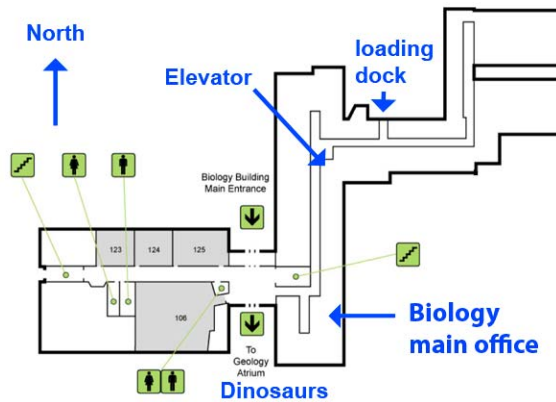 North
loading
dock
Elevator
Biology Building
Main Entrance
123
124
125
106
Biology
main office
To
Geology
Atrium
Dinosaurs